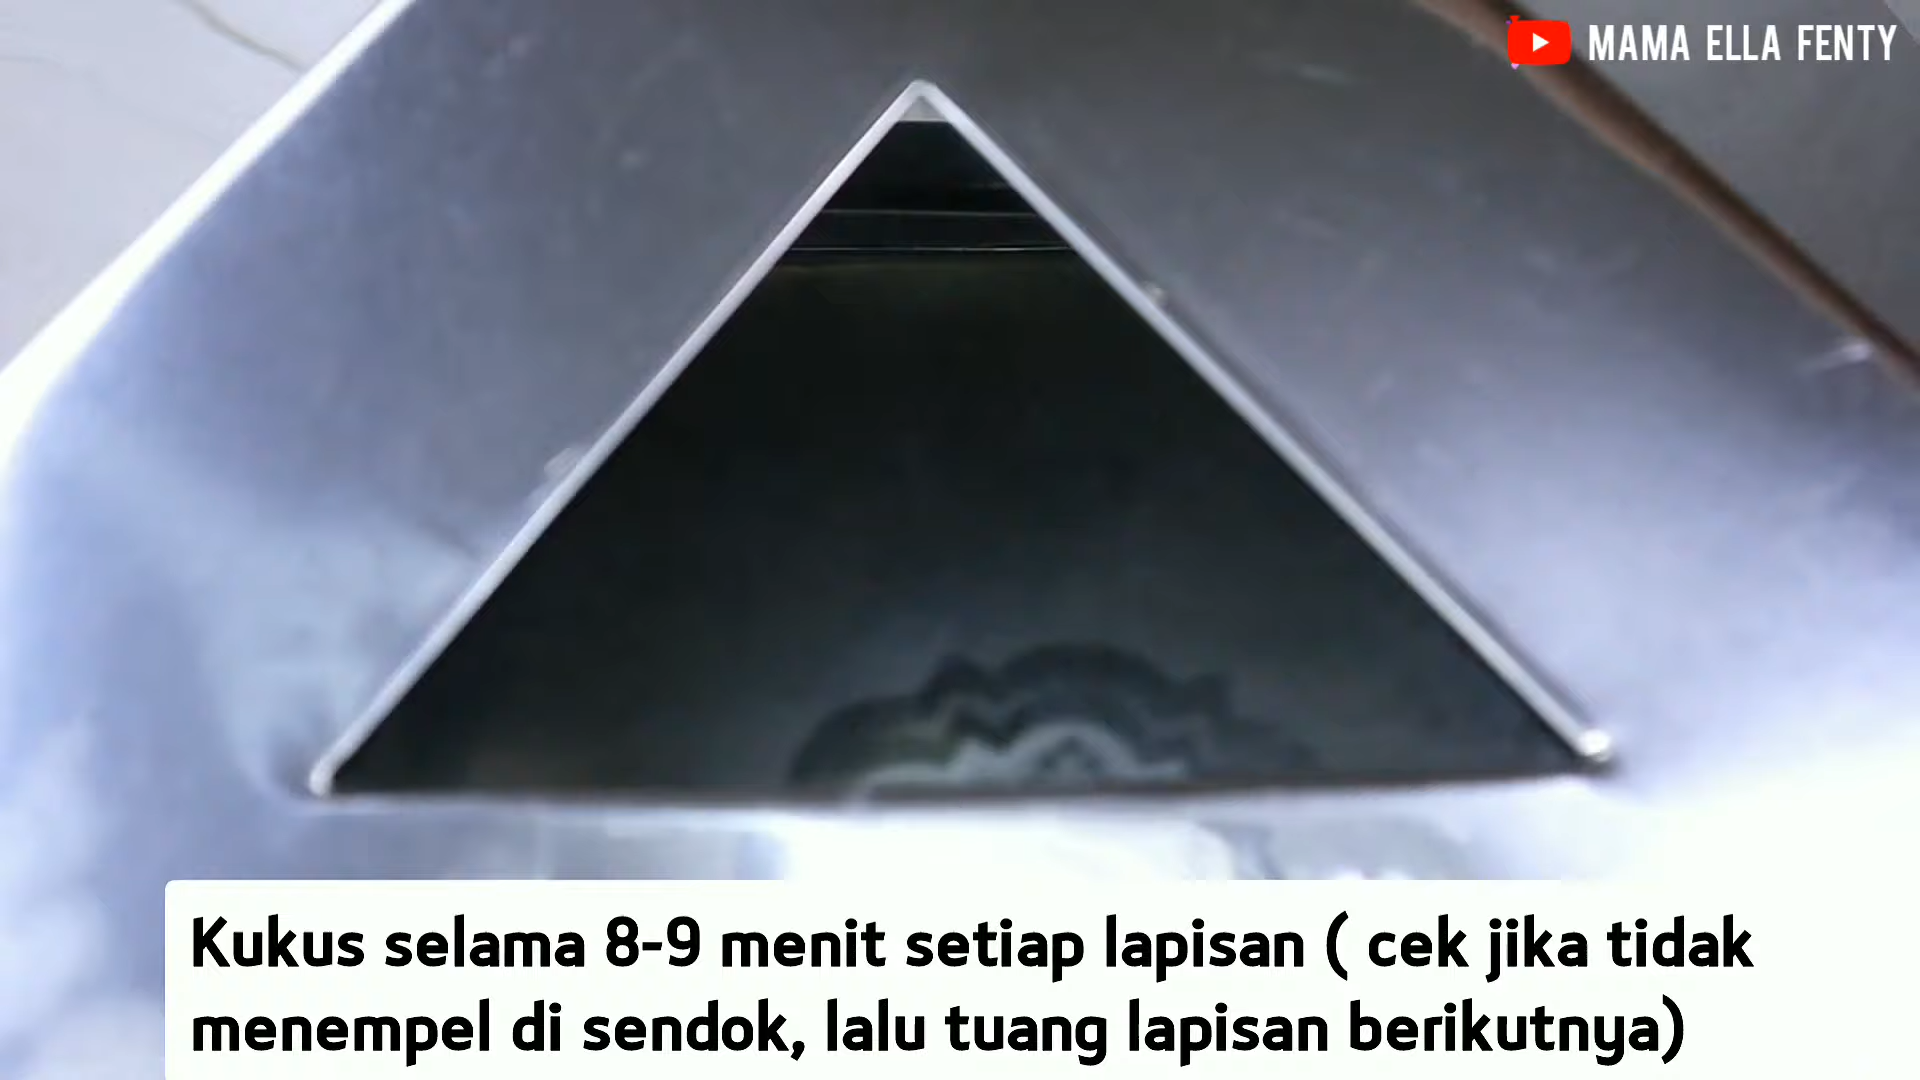 MAMA ELLA FENTY
Kukus selama 8-9 menit setiap lapisan ( cek jika tidak
menempel di sendok, lalu tuang lapisan berikutnya)